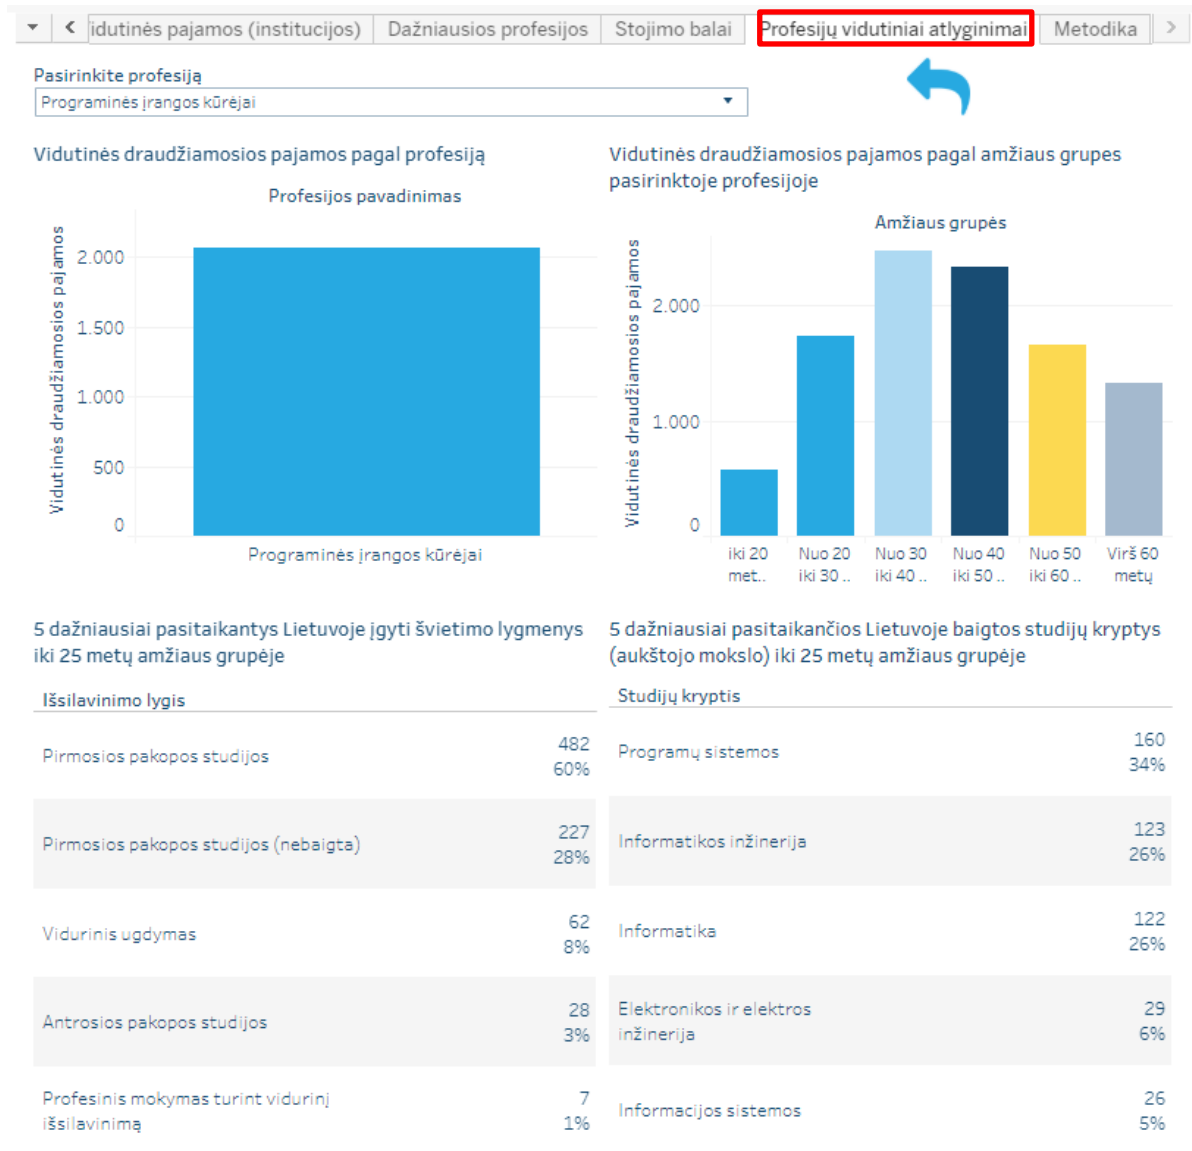 idutinės pajamos (institucijos)
Dažniausios profesijos
Stojimo balai
Profesijų vidutiniai atlyginimai
Metodika
Pasirinkite profesiją
Programinės įrangos kūrėjai
Vidutinės draudžiamosios pajamos pagal profesiją
Profesijos pavadinimas
Vidutinės draudžiamosios pajamos
2.000
1.500
1.000
500
0
Programinės įrangos kūrėjai
Vidutinės draudžiamosios pajamos pagal amžiaus grupes
pasirinktoje profesijoje
Amžiaus grupės
Vidutinės draudžiamosios pajamos
2.000
1.000
0
iki 20
met..
Nuo 20
iki 30 ..
Nuo 30
iki 40 ..
Nuo 40
iki 50 ..
Nuo 50
iki 60 ..
Virš 60
metų
5 dažniausiai pasitaikantys Lietuvoje įgyti švietimo lygmenys
iki 25 metų amžiaus grupėje
Išsilavinimo lygis
Pirmosios pakopos studijos
482
60%
Pirmosios pakopos studijos (nebaigta)
227
28%
Vidurinis ugdymas
62
8%
Antrosios pakopos studijos
28
3%
Profesinis mokymas turint vidurinį
išsilavinimą
7
1%
5 dažniausiai pasitaikančios Lietuvoje baigtos studijų kryptys
(aukštojo mokslo) iki 25 metų amžiaus grupėje
Studijų kryptis
Programų sistemos
160
34%
Informatikos inžinerija
123
26%
Informatika
122
26%
Elektronikos ir elektros
inžinerija
29
6%
Informacijos sistemos
26
5%